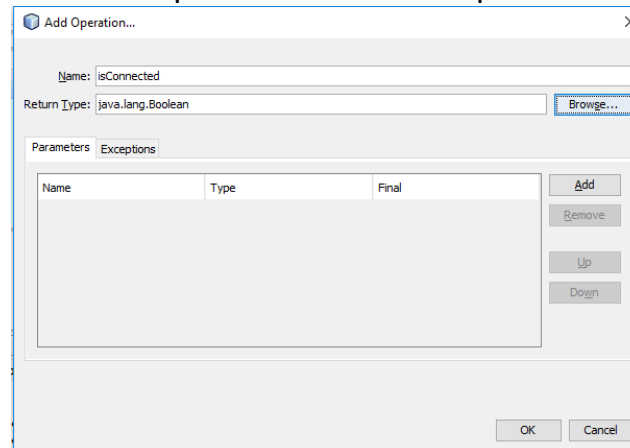 Add Operation...
Name: isConnected
Return Type: java.lang.Boolean Browse...
Parameters Exceptions
Name Type Final
Add
Remove
Up
Down
OK Cancel